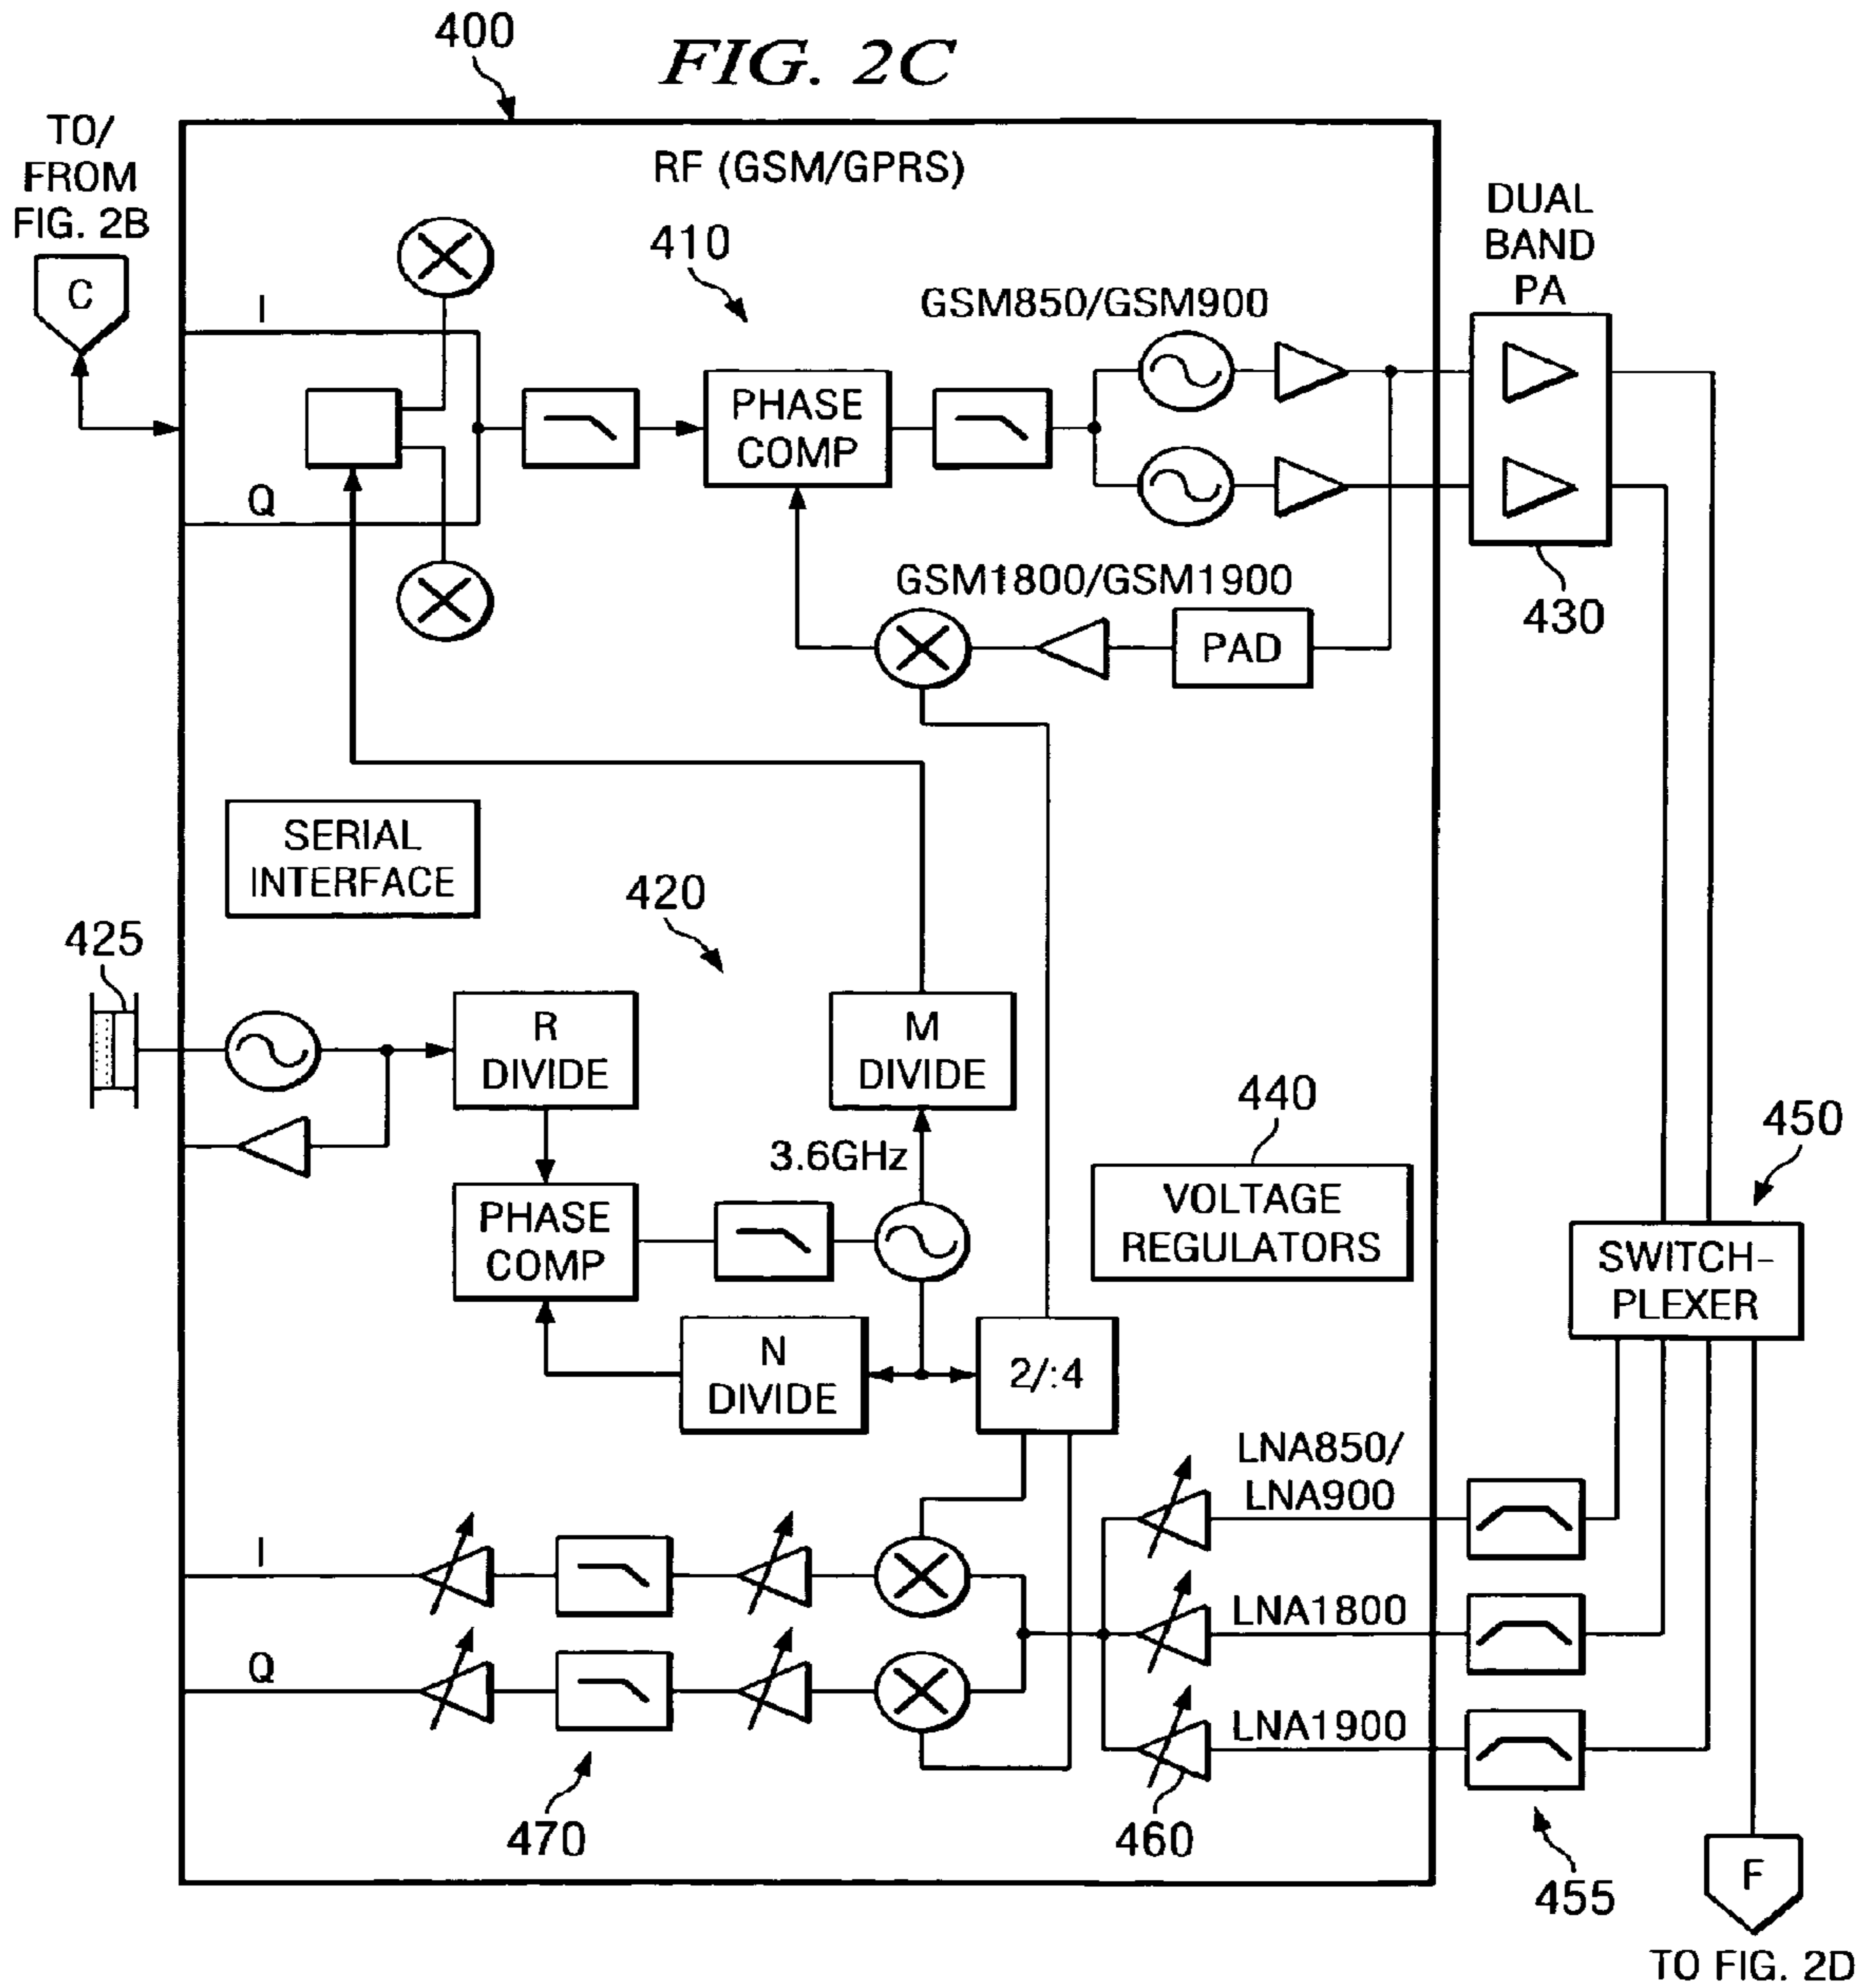 400
FIG. 2C
TO/
FROM
FIG. 2B
C
RF (GSM/GPRS)
410
DUAL
BAND
PA
I
GSM850/GSM900
PHASE
COMP
Q
GSM1800/GSM1900
430
PAD
SERIAL
INTERFACE
420
425
R
DIVIDE
M
DIVIDE
440
450
3.6GHz
PHASE
COMP
VOLTAGE
REGULATORS
SWITCH-
PLEXER
N
DIVIDE
2/:4
LNA850/
LNA900
I
LNA1800
Q
LNA1900
470
460
455
F
TO FIG. 2D